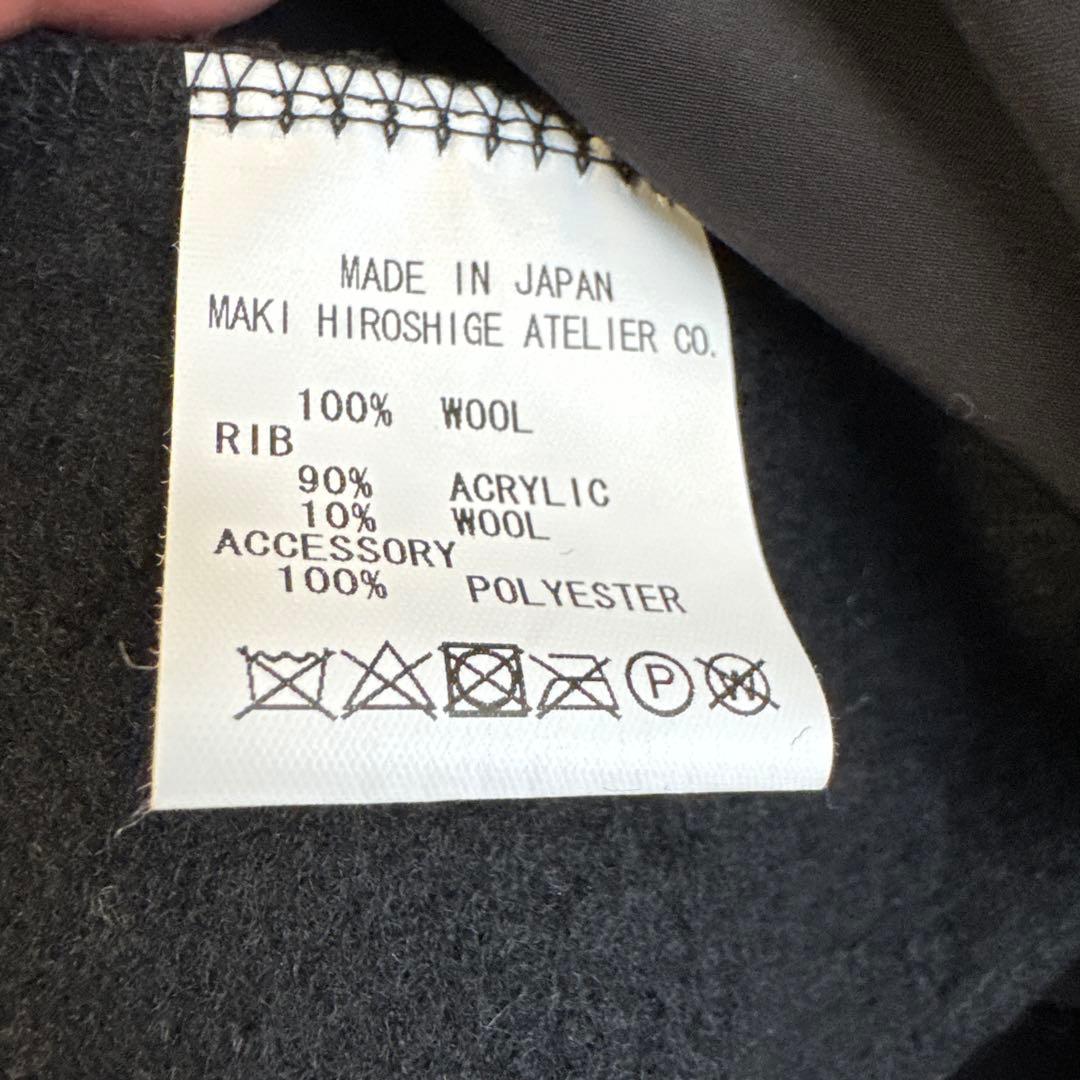 MADE IN JAPAN
MAKI HIROSHIGE ATELIER CO.
100% WOOL
RIB
90% ACRYLIC
10% WOOL
ACCESSORY
100% POLYESTER
P W